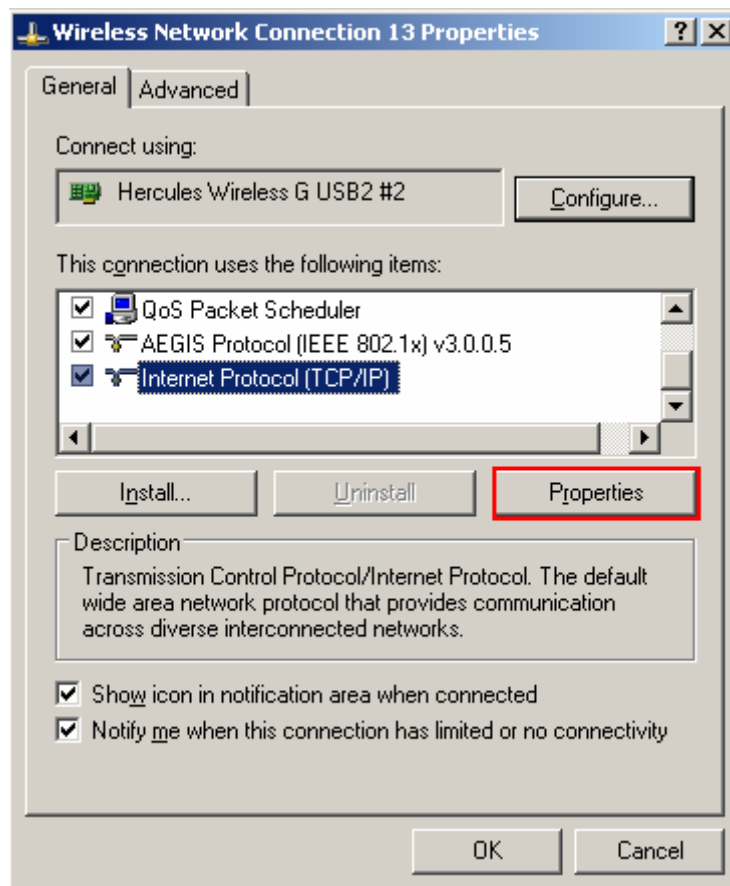 Wireless Network Connection 13 Properties
General
Advanced
Connect using:
Hercules Wireless G USB2 #2
Configure...
This connection uses the following items:
QoS Packet Scheduler
AEGIS Protocol (IEEE 802.1x) v3.0.0.5
Internet Protocol (TCP/IP)
Install...
Uninstall
Properties
Description
Transmission Control Protocol/Internet Protocol. The default
wide area network protocol that provides communication
across diverse interconnected networks.
Show icon in notification area when connected
Notify me when this connection has limited or no connectivity
OK
Cancel